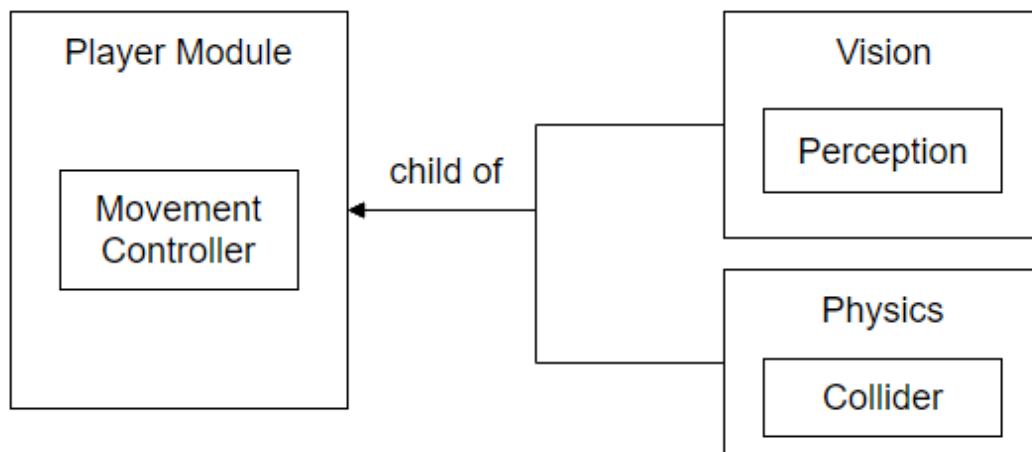 Player Module
Movement
Controller
child of
Vision
Perception
Physics
Collider